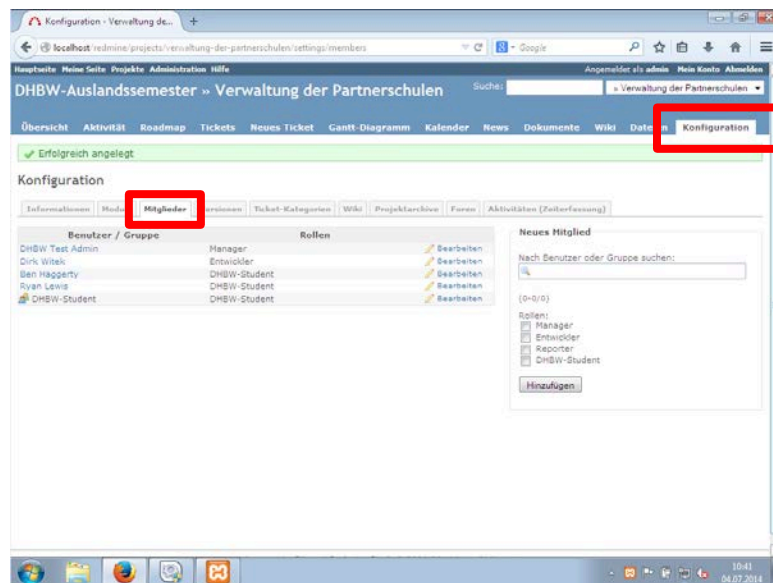 Konfiguration - Verwaltung de...
localhost/redmine/projects/verwaltung-der-partnerschulen/settings/members
Google
Hauptseite Meine Seite Projekte Administration Hilfe
Angemeldet als admin Mein Konto Abmelden
DHBW-Auslandssemester » Verwaltung der Partnerschulen
Suche:
» Verwaltung der Partnerschulen
Übersicht Aktivität Roadmap Tickets Neues Ticket Gantt-Diagramm Kalender News Dokumente Wiki Dateien Konfiguration
Erfolgreich angelegt
Konfiguration
Informationen Module Mitglieder Versionen Ticket-Kategorien Wiki Projektarchive Foren Aktivitäten (Zeiterfassung)
Benutzer / Gruppe Rollen
DHBW Test Admin Manager Bearbeiten
Dirk Witek Entwickler Bearbeiten
Ben Haggerty DHBW-Student Bearbeiten
Ryan Lewis DHBW-Student Bearbeiten
DHBW-Student DHBW-Student Bearbeiten
Neues Mitglied
Nach Benutzer oder Gruppe suchen:
(0-0/0)
Rollen:
Manager
Entwickler
Reporter
DHBW-Student
Hinzufügen
10:41
04.07.2014